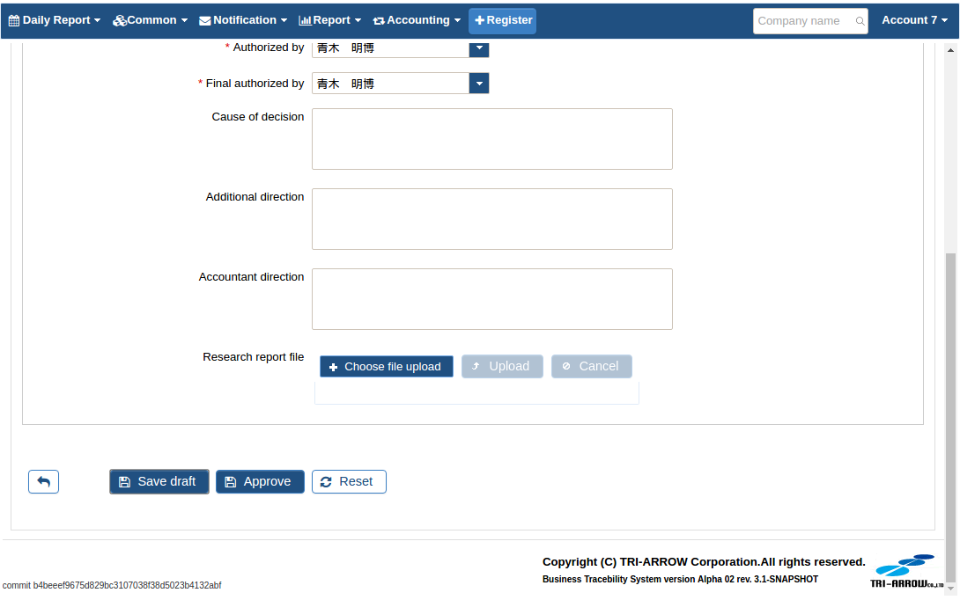 Daily Report Common Notification Report Accounting Register Company name Account 7
* Authorized by 青木 明博
* Final authorized by 青木 明博
Cause of decision
Additional direction
Accountant direction
Research report file
Choose file upload Upload Cancel
Save draft Approve Reset
Copyright (C) TRI-ARROW Corporation.All rights reserved.
Business Tracebility System version Alpha 02 rev. 3.1-SNAPSHOT
TRI-ARROW CO.,LTD
commit b4beeef9675d829bc3107038f38d5023b4132abf